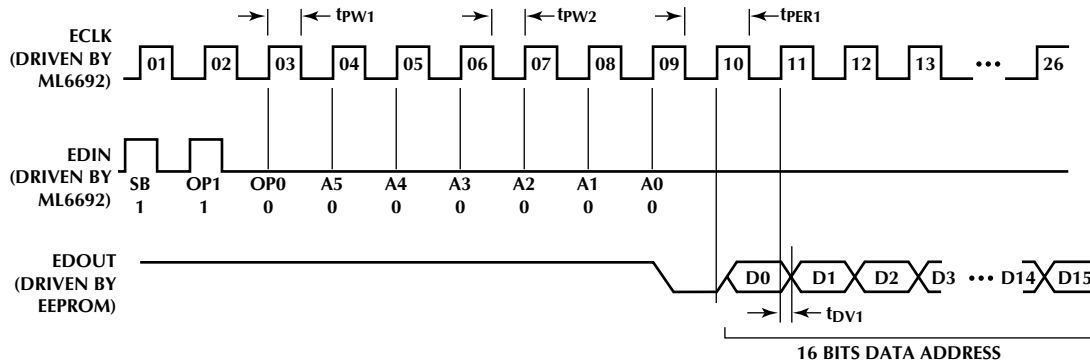 tPW1 tPW2 tPER1
ECLK
(DRIVEN BY
ML6692)
01 02 03 04 05 06 07 08 09 10 11 12 13 ••• 26
EDIN
(DRIVEN BY
ML6692)
SB OP1 OP0 A5 A4 A3 A2 A1 A0
1 1 0 0 0 0 0 0 0
EDOUT
(DRIVEN BY
EEPROM)
D0 D1 D2 D3 ••• D14 D15
tDV1
16 BITS DATA ADDRESS